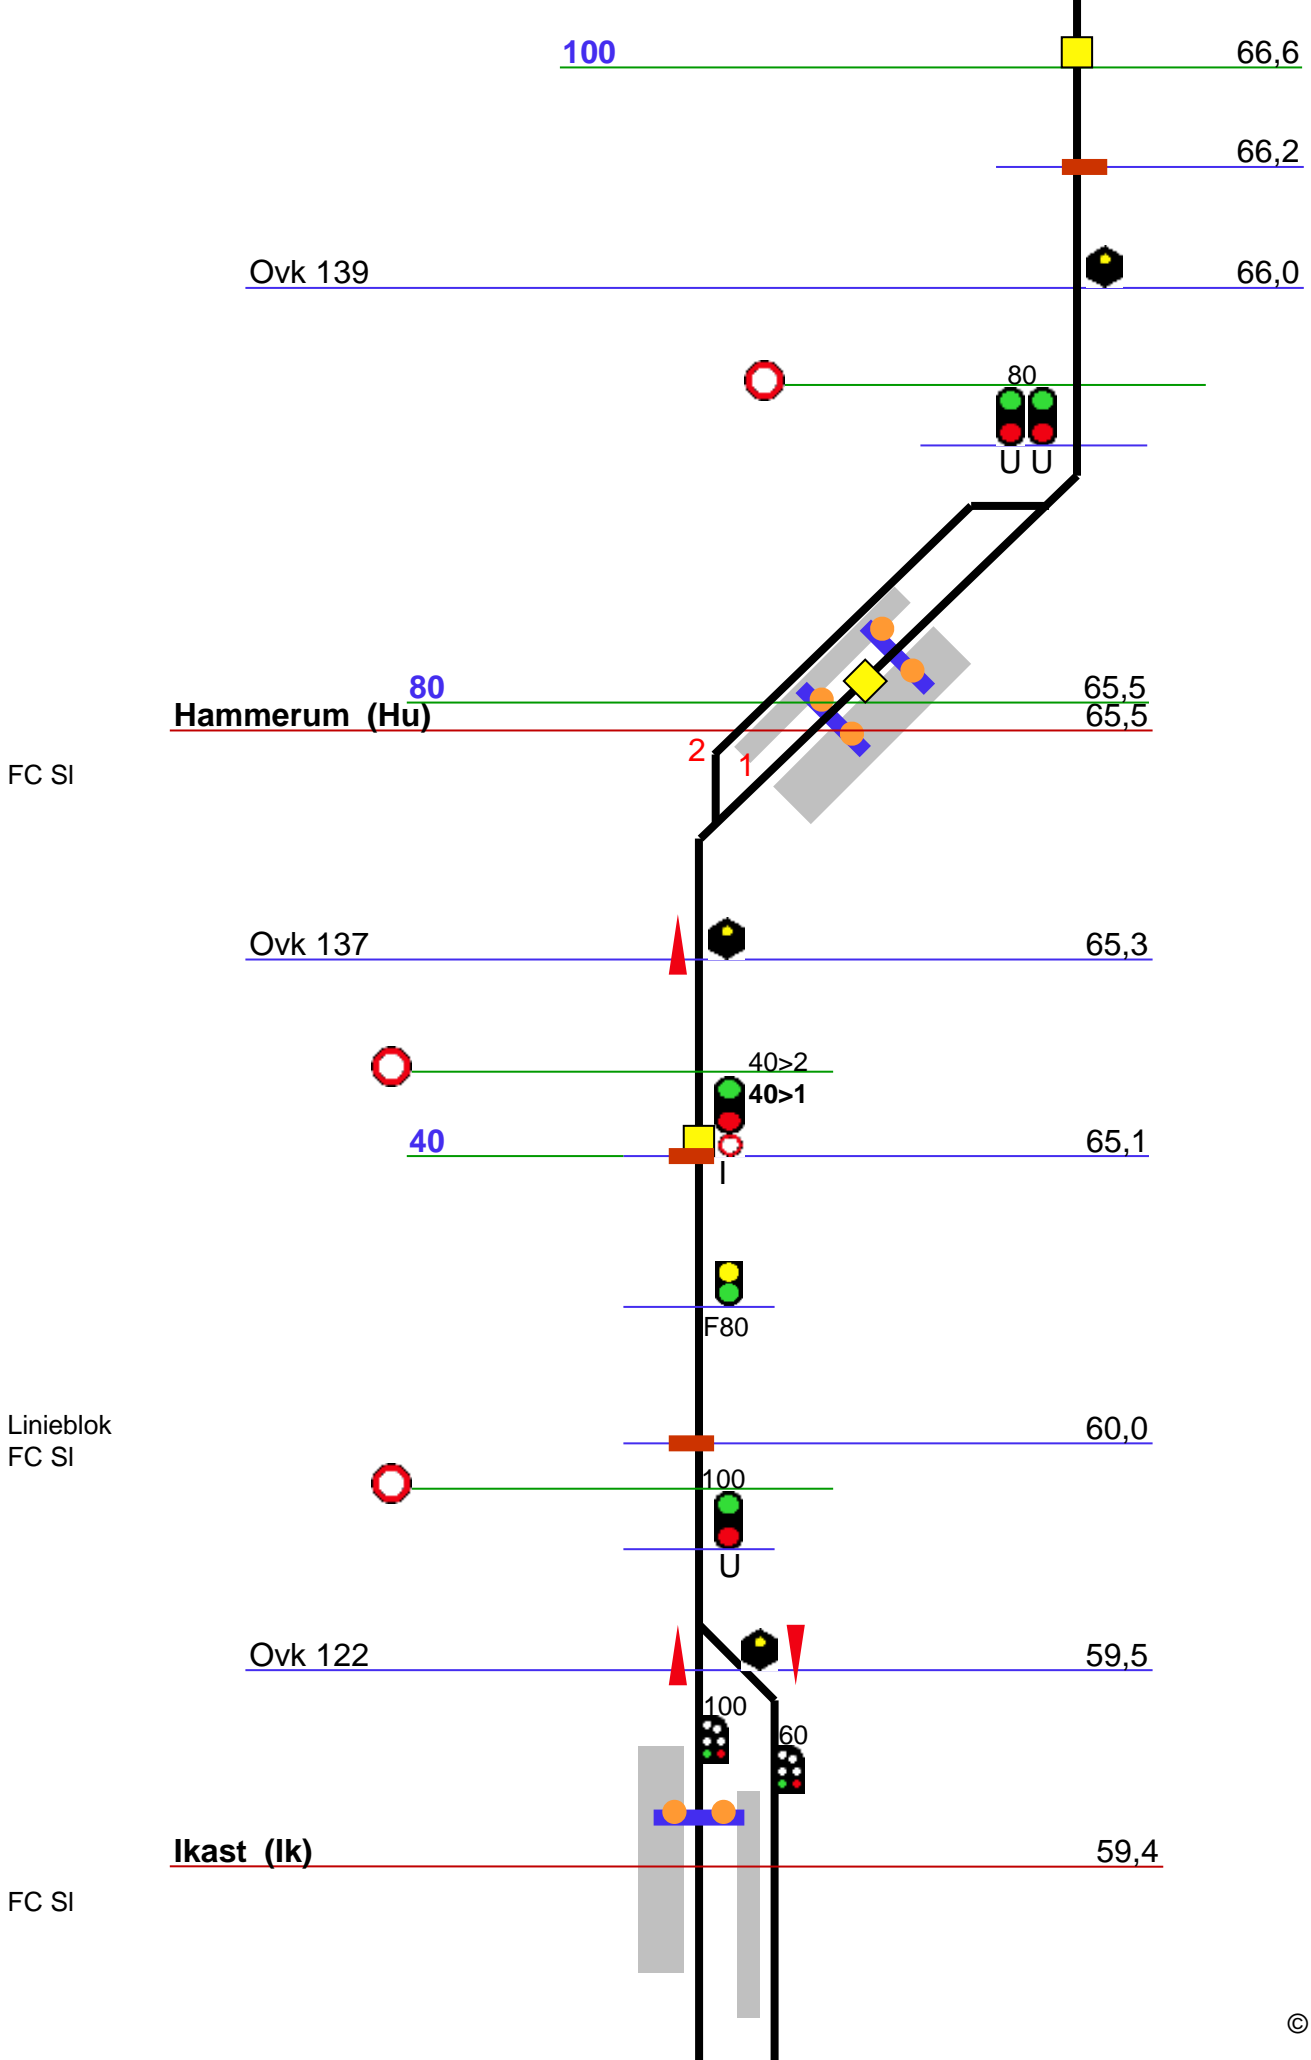 100 66,6
66,2
Ovk 139 66,0
80
U U
80 65,5
Hammerum (Hu) 65,5
2 1
FC SI
Ovk 137 65,3
40>2
40>1
40 65,1
I
F80
Linieblok 60,0
FC SI
100
U
Ovk 122 59,5
100
60
Ikast (Ik) 59,4
FC SI
©